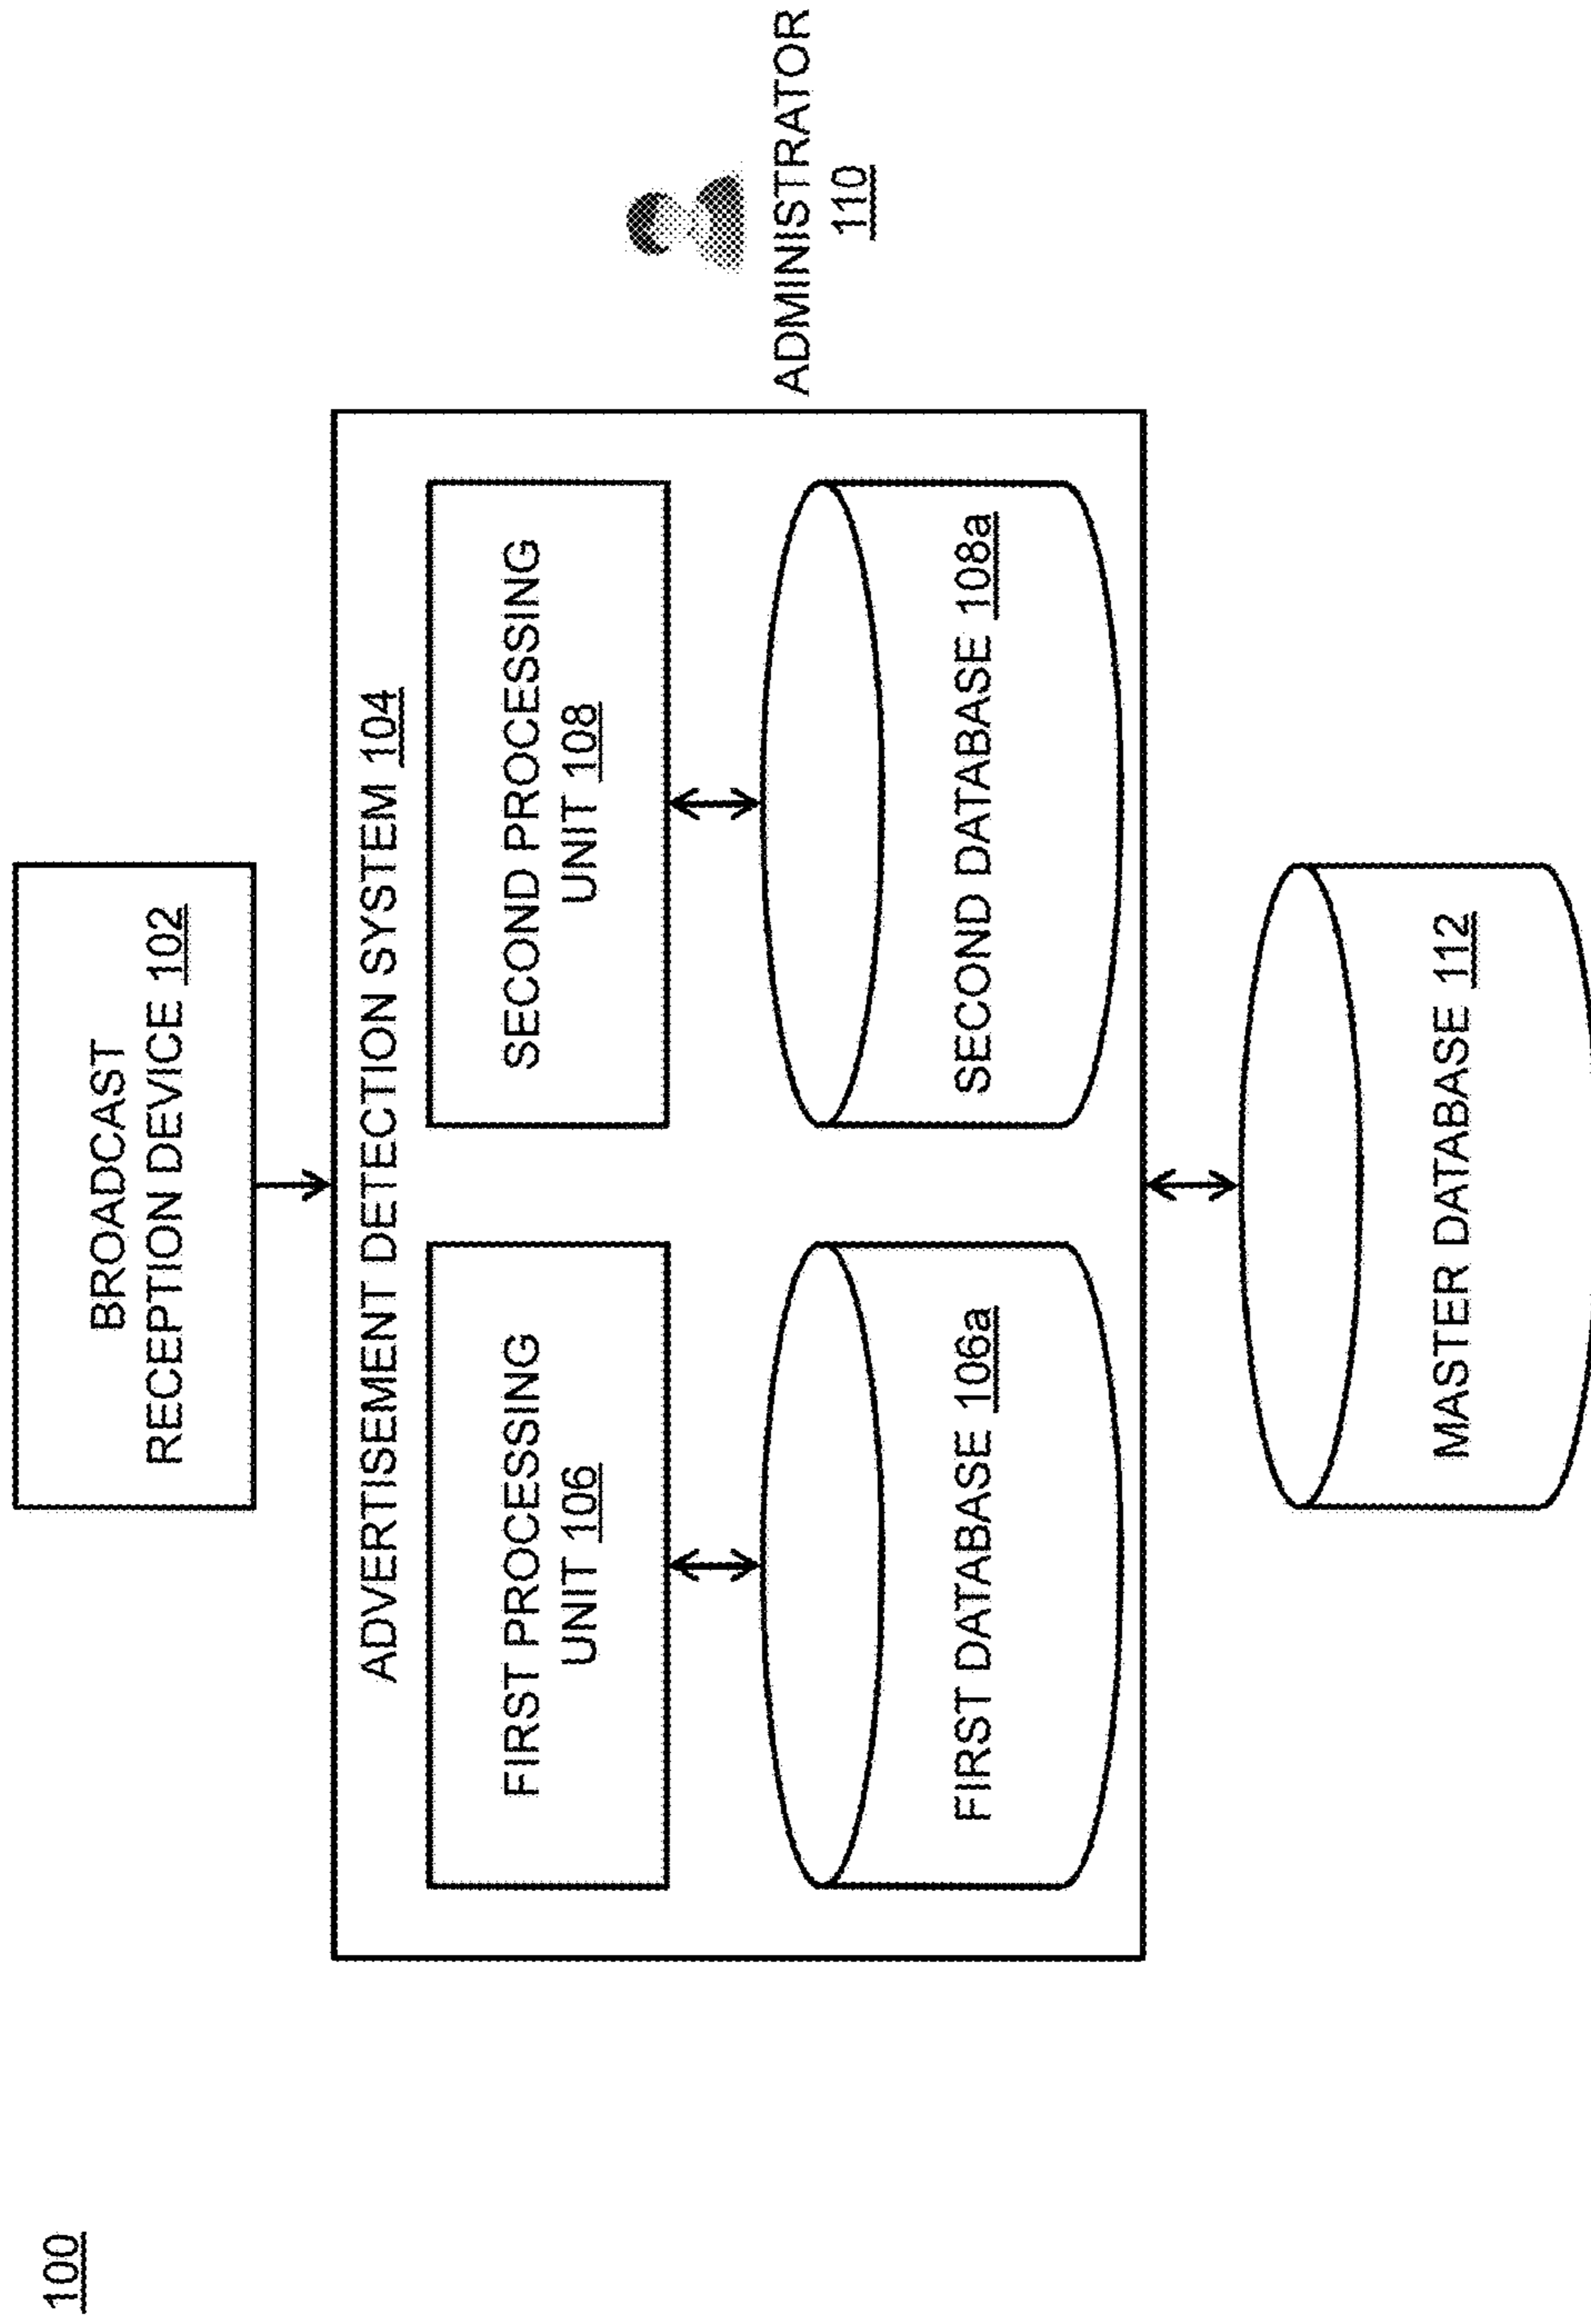 100
BROADCAST
RECEPTION DEVICE 102
ADVERTISEMENT DETECTION SYSTEM 104
FIRST PROCESSING
UNIT 106
SECOND PROCESSING
UNIT 108
FIRST DATABASE 106a
SECOND DATABASE 108a
ADMINISTRATOR
110
MASTER DATABASE 112